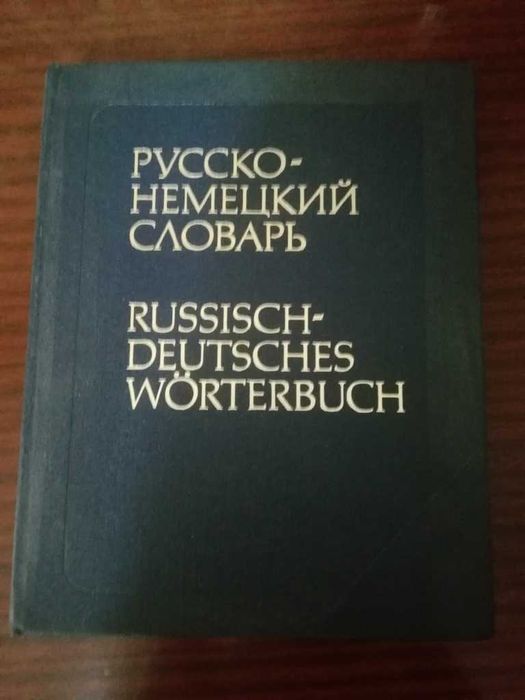 РУССКО-
НЕМЕЦКИЙ
СЛОВАРЬ
RUSSISCH-
DEUTSCHES
WÖRTERBUCH